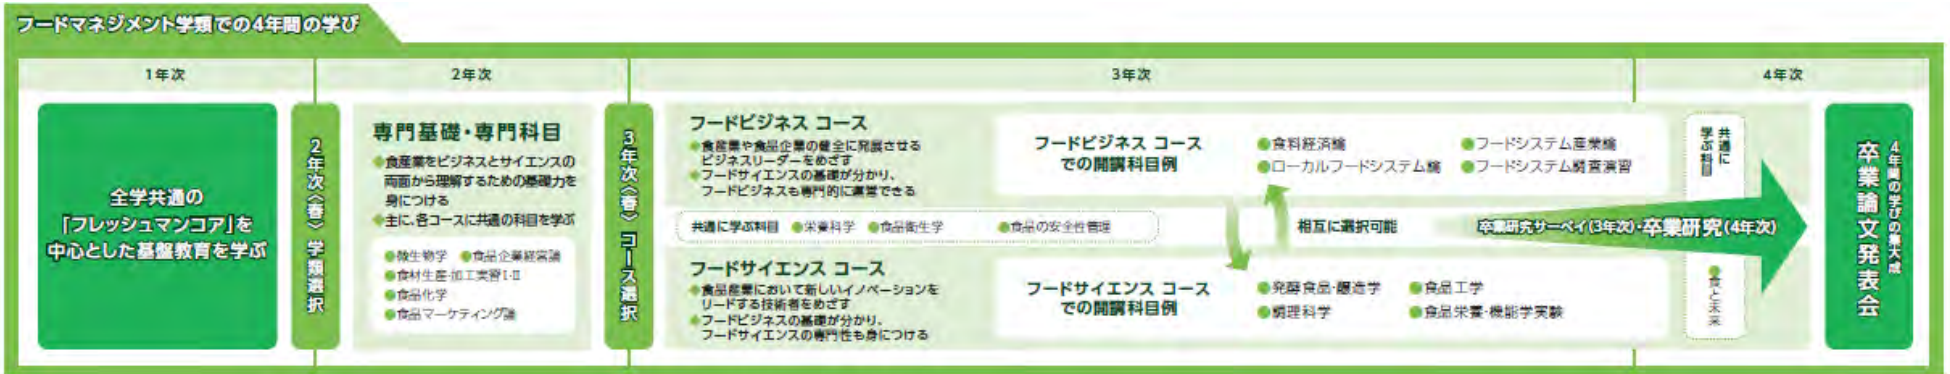 フードマネジメント学類での4年間の学び
1年次
2年次
3年次
4年次
全学共通の
「フレッシュマンコア」を
中心とした基盤教育を学ぶ
2年次〈春〉 学類選択
専門基礎・専門科目
◆食産業をビジネスとサイエンスの
両面から理解するための基礎力を
身につける
◆主に、各コースに共通の科目を学ぶ
●微生物学 ●食品企業経営論
●食材生産・加工実習Ⅰ・Ⅱ
●食品化学
●食品マーケティング論
3年次〈春〉 コース選択
フードビジネス コース
◆食産業や食品企業の健全に発展させる
ビジネスリーダーをめざす
◆フードサイエンスの基礎が分かり、
フードビジネスも専門的に運営できる
フードビジネス コース
での開講科目例
●食料経済論 ●フードシステム産業論
●ローカルフードシステム論 ●フードシステム調査演習
共通に学ぶ科目 ●栄養科学 ●食品衛生学 ●食品の安全性管理
相互に選択可能
卒業研究サーベイ(3年次)・卒業研究(4年次)
フードサイエンス コース
◆食品産業において新しいイノベーションを
リードする技術者をめざす
◆フードビジネスの基礎が分かり、
フードサイエンスの専門性も身につける
フードサイエンス コース
での開講科目例
●発酵食品・醸造学 ●食品工学
●調理科学 ●食品栄養・機能学実験
共通に
学ぶ科目
●食と未来
4年間の学びの集大成
卒業論文発表会